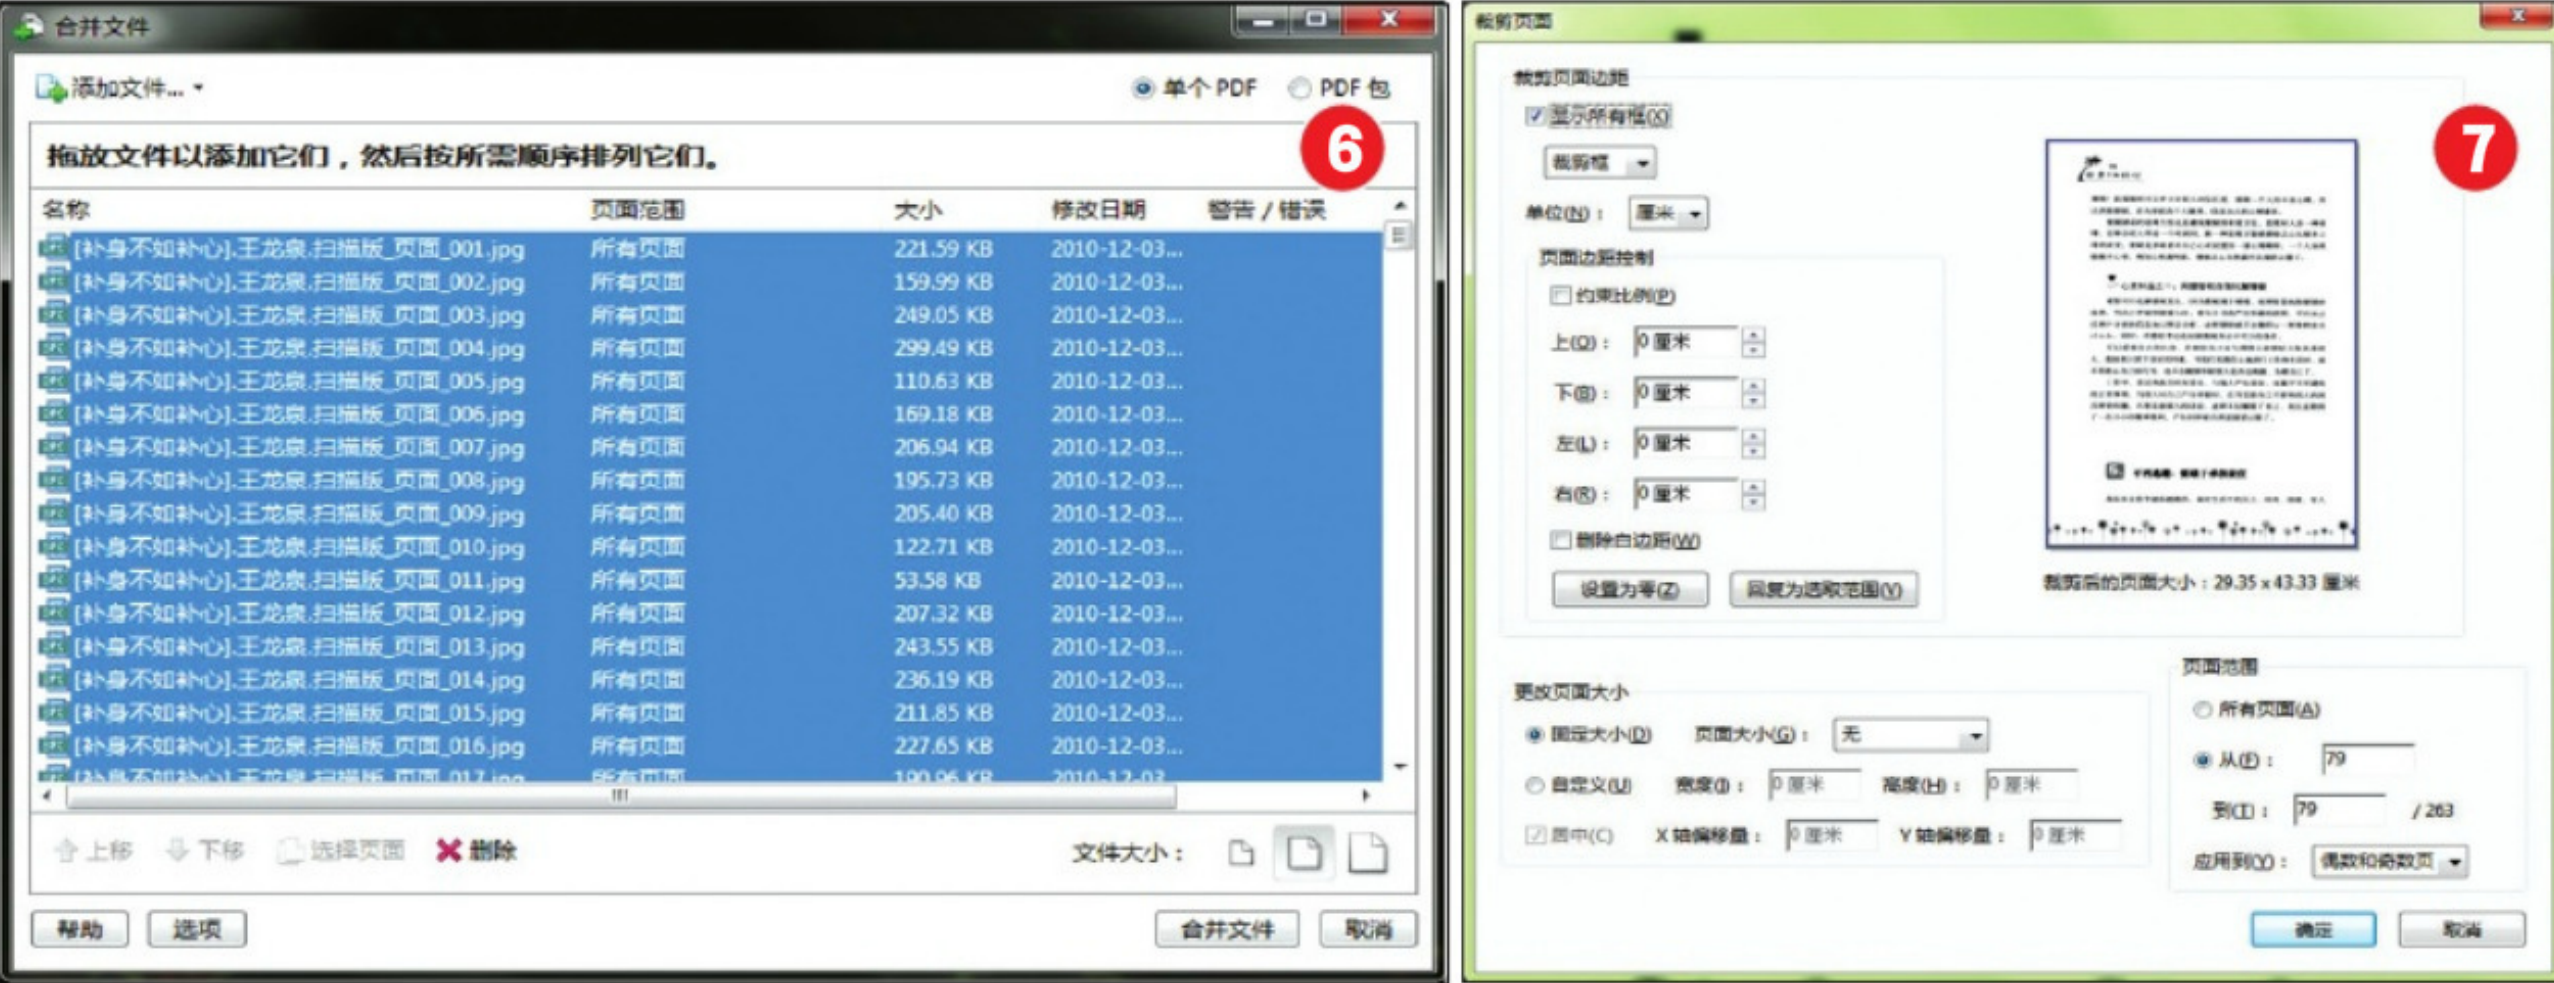 合并文件
添加文件...
单个 PDF
PDF 包
6
拖放文件以添加它们，然后按所需顺序排列它们。
名称 页面范围 大小 修改日期 警告 / 错误
[补身不如补心].王龙泉.扫描版_页面_001.jpg 所有页面 221.59 KB 2010-12-03...
[补身不如补心].王龙泉.扫描版_页面_002.jpg 所有页面 159.99 KB 2010-12-03...
[补身不如补心].王龙泉.扫描版_页面_003.jpg 所有页面 249.05 KB 2010-12-03...
[补身不如补心].王龙泉.扫描版_页面_004.jpg 所有页面 299.49 KB 2010-12-03...
[补身不如补心].王龙泉.扫描版_页面_005.jpg 所有页面 110.63 KB 2010-12-03...
[补身不如补心].王龙泉.扫描版_页面_006.jpg 所有页面 169.18 KB 2010-12-03...
[补身不如补心].王龙泉.扫描版_页面_007.jpg 所有页面 206.94 KB 2010-12-03...
[补身不如补心].王龙泉.扫描版_页面_008.jpg 所有页面 195.73 KB 2010-12-03...
[补身不如补心].王龙泉.扫描版_页面_009.jpg 所有页面 205.40 KB 2010-12-03...
[补身不如补心].王龙泉.扫描版_页面_010.jpg 所有页面 122.71 KB 2010-12-03...
[补身不如补心].王龙泉.扫描版_页面_011.jpg 所有页面 53.58 KB 2010-12-03...
[补身不如补心].王龙泉.扫描版_页面_012.jpg 所有页面 207.32 KB 2010-12-03...
[补身不如补心].王龙泉.扫描版_页面_013.jpg 所有页面 243.55 KB 2010-12-03...
[补身不如补心].王龙泉.扫描版_页面_014.jpg 所有页面 236.19 KB 2010-12-03...
[补身不如补心].王龙泉.扫描版_页面_015.jpg 所有页面 211.85 KB 2010-12-03...
[补身不如补心].王龙泉.扫描版_页面_016.jpg 所有页面 227.65 KB 2010-12-03...
[补身不如补心].王龙泉.扫描版_页面_017.jpg 所有页面 190.96 KB 2010-12-03
上移 下移 选择页面 删除 文件大小：
帮助 选项 合并文件 取消
裁剪页面
7
裁剪页面边距
显示所有框(X)
裁剪框
单位(N)： 厘米
页面边距控制
约束比例(P)
上(O)： 0 厘米
下(B)： 0 厘米
左(L)： 0 厘米
右(R)： 0 厘米
删除白边距(W)
设置为零(Z) 回复为选取范围(V)
裁剪后的页面大小：29.35 x 43.33 厘米
更改页面大小
固定大小(D) 页面大小(G)： 无
自定义(U) 宽度(I)： 0 厘米 高度(H)： 0 厘米
居中(C) X 轴偏移量： 0 厘米 Y 轴偏移量： 0 厘米
页面范围
所有页面(A)
从(F)： 79
到(T)： 79 / 263
应用到(Y)： 偶数和奇数页
确定 取消